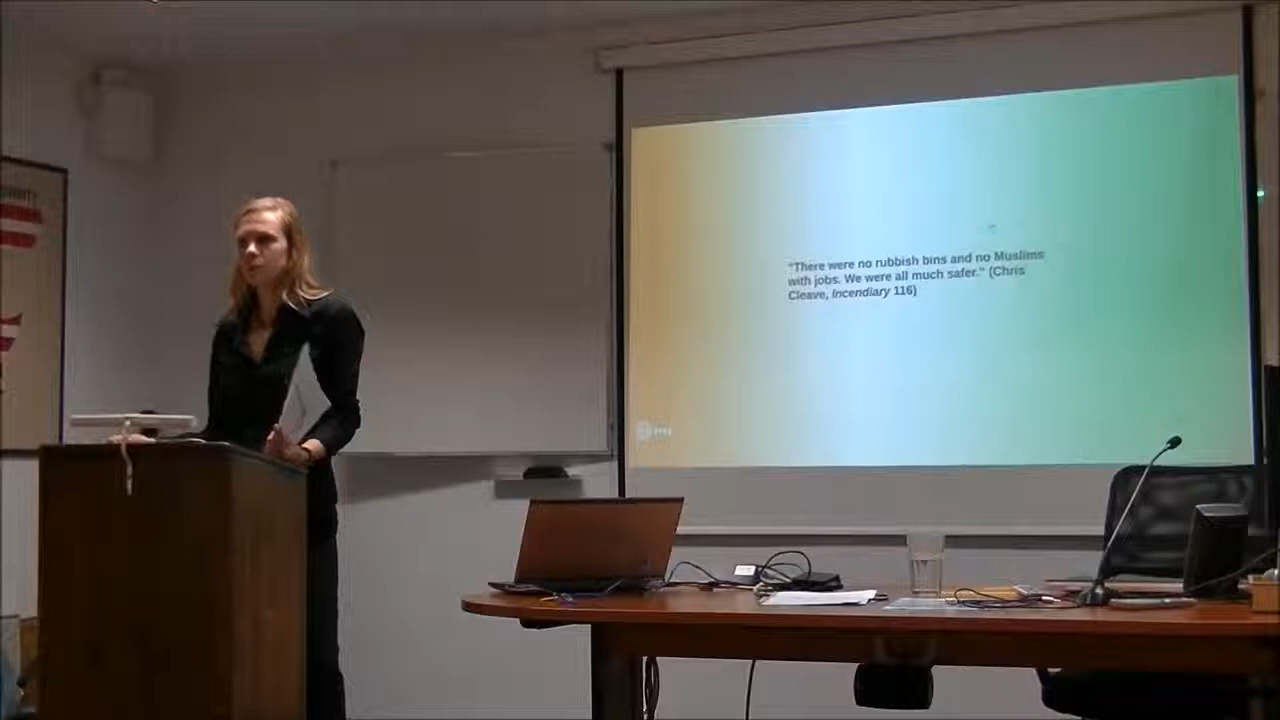 "There were no rubbish bins and no Muslims
with jobs. We were all much safer." (Chris
Cleave, Incendiary 116)